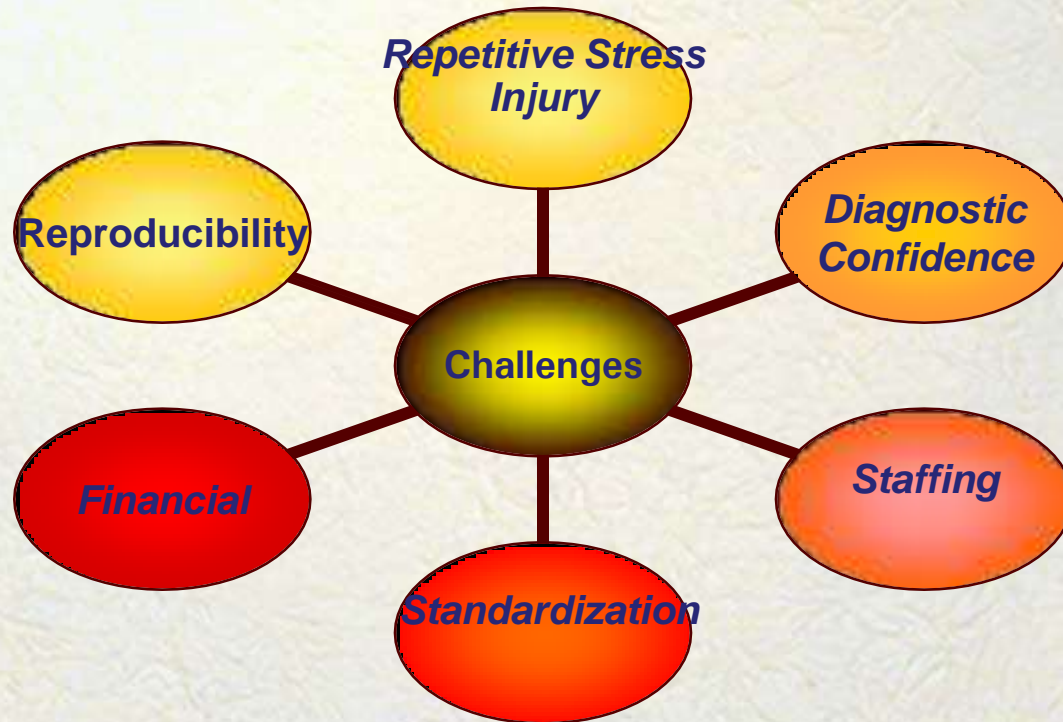 Repetitive Stress
Injury
Reproducibility
Diagnostic
Confidence
Challenges
Financial
Staffing
Standardization